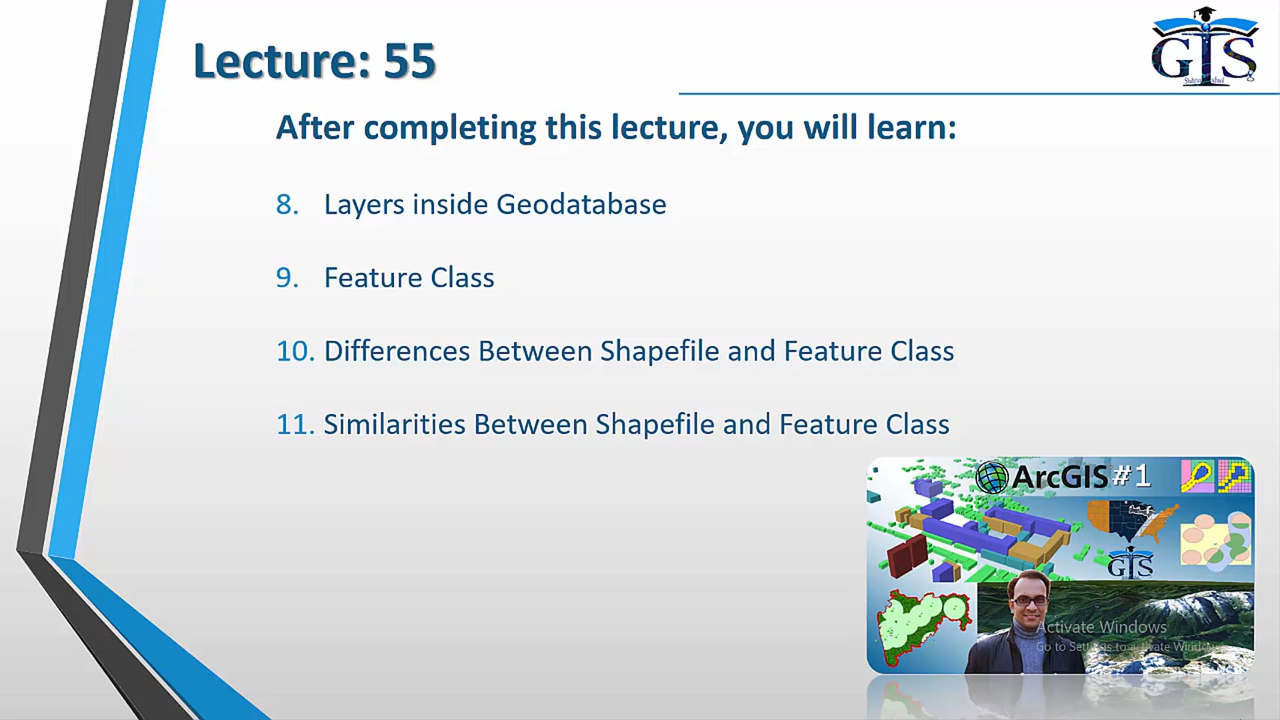 Lecture: 55
GIS
After completing this lecture, you will learn:
8. Layers inside Geodatabase
9. Feature Class
10. Differences Between Shapefile and Feature Class
11. Similarities Between Shapefile and Feature Class
ArcGIS #1
GIS
Activate Windows